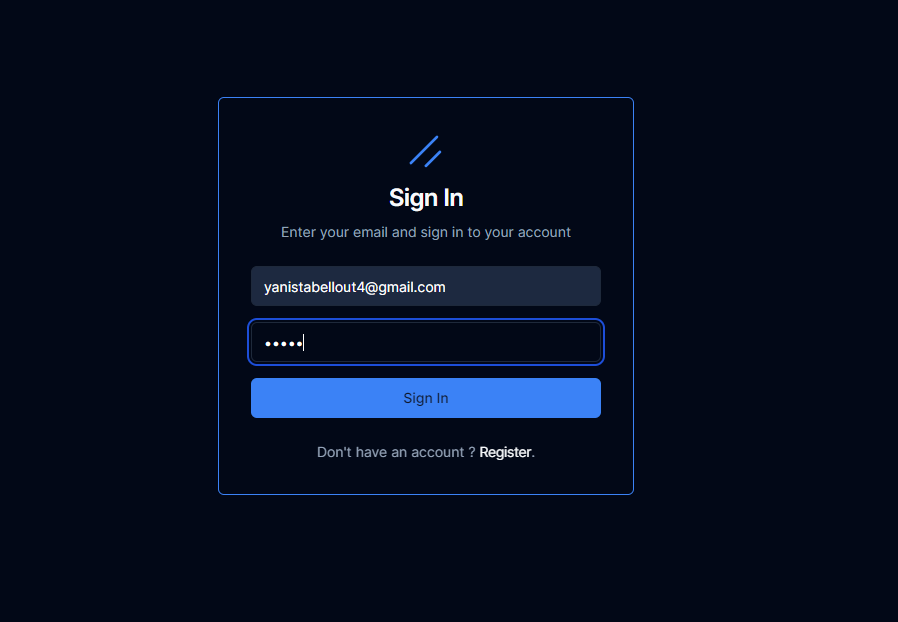 Sign In
Enter your email and sign in to your account
yanistabellout4@gmail.com
•••••
Sign In
Don't have an account ? Register.